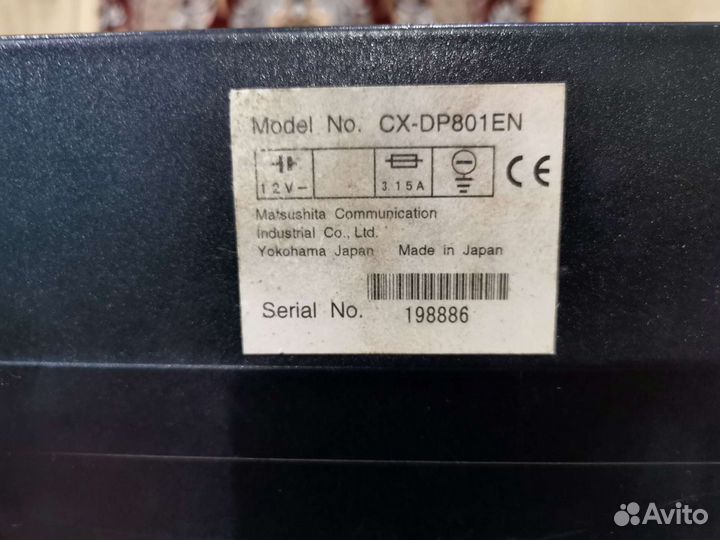 Model No. CX-DP801EN
12V⎓
3.15A
CE
Matsushita Communication
Industrial Co., Ltd.
Yokohama Japan Made in Japan
Serial No. 198886
Avito